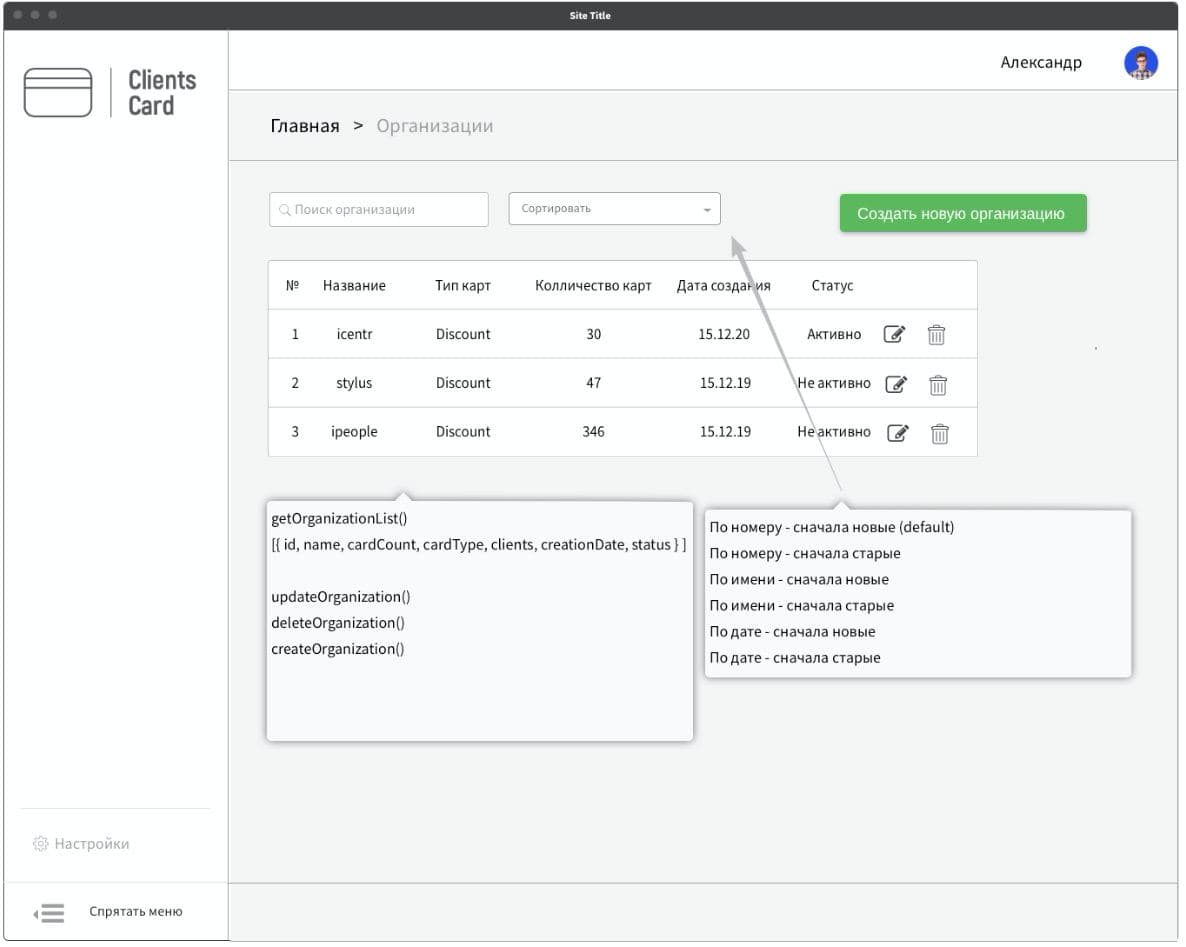 Site Title
Clients
Card
Александр
Главная > Организации
Поиск организации
Сортировать
Создать новую организацию
№ Название Тип карт Колличество карт Дата создания Статус
1 icentr Discount 30 15.12.20 Активно
2 stylus Discount 47 15.12.19 Не активно
3 ipeople Discount 346 15.12.19 Не активно
getOrganizationList()
[{ id, name, cardCount, cardType, clients, creationDate, status } ]
updateOrganization()
deleteOrganization()
createOrganization()
По номеру - сначала новые (default)
По номеру - сначала старые
По имени - сначала новые
По имени - сначала старые
По дате - сначала новые
По дате - сначала старые
Настройки
Спрятать меню